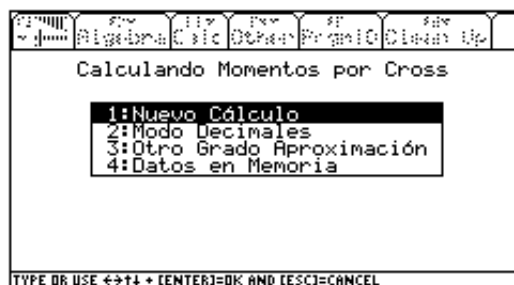 Algebra Calc Other PrgmIO Clean Up
Calculando Momentos por Cross
1:Nuevo Cálculo
2:Modo Decimales
3:Otro Grado Aproximación
4:Datos en Memoria
TYPE OR USE ←→↑↓ + [ENTER]=OK AND [ESC]=CANCEL